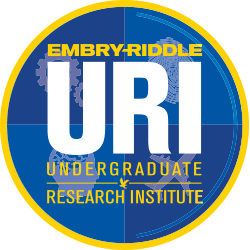 EMBRY-RIDDLE
URI
UNDERGRADUATE
RESEARCH INSTITUTE